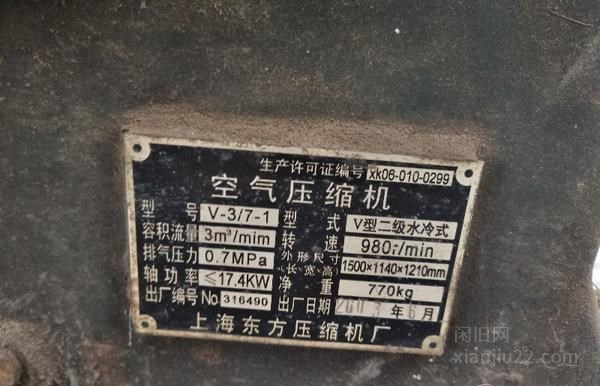 生产许可证编号 xk06-010-0299
空气压缩机
型号 V-3/7-1 型式 V型二级水冷式
容积流量 3m³/mim 转速 980r/min
排气压力 0.7MPa 外形尺寸(长·宽·高) 1500×1140×1210mm
轴功率 ≤17.4KW 净重 770kg
出厂编号 No 316490 出厂日期 年6月
上海东方压缩机厂
闲旧网
xianjiu22.com